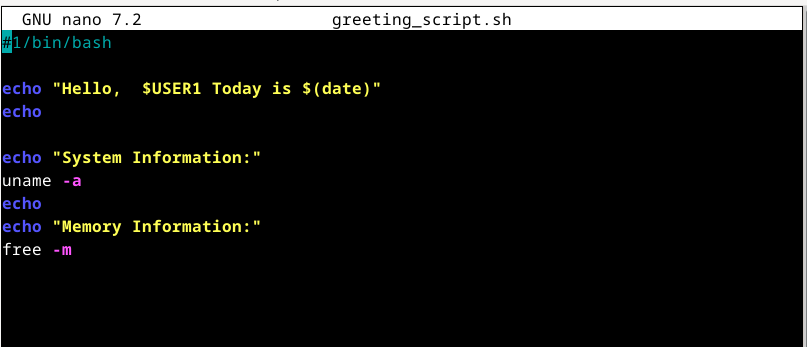 GNU nano 7.2 greeting_script.sh
#1/bin/bash
echo "Hello,  $USER1 Today is $(date)"
echo
echo "System Information:"
uname -a
echo
echo "Memory Information:"
free -m